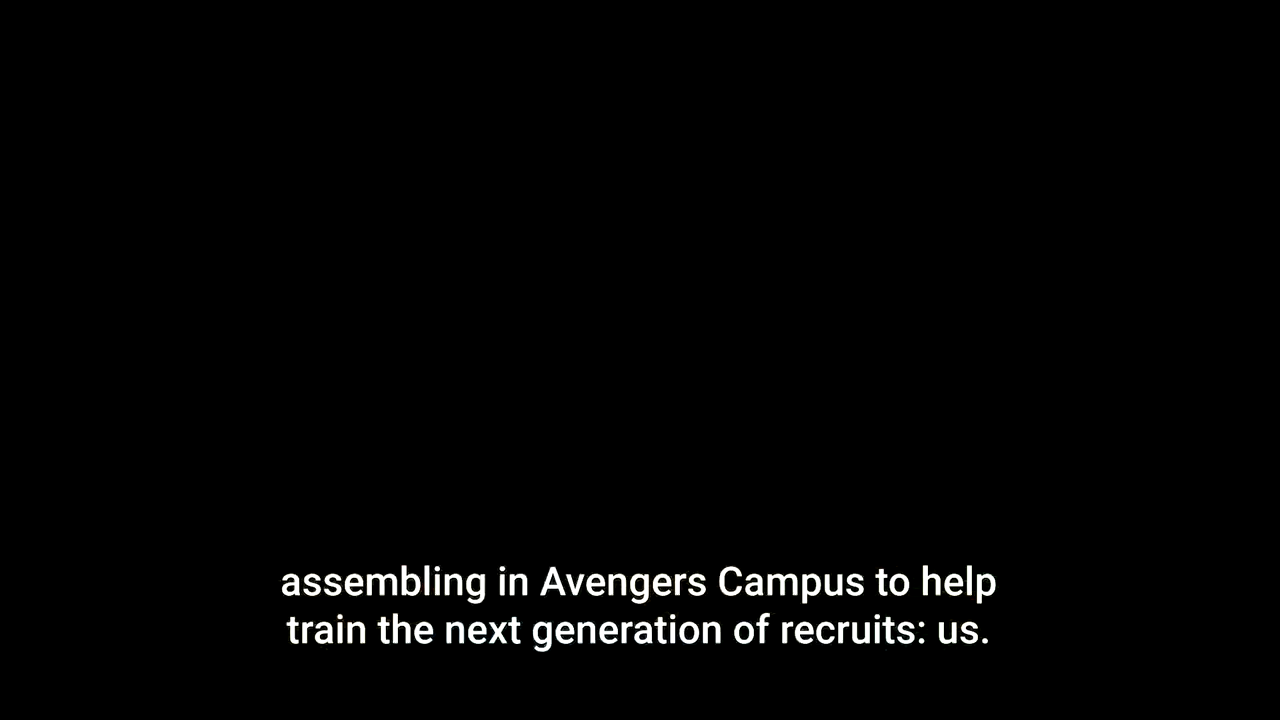 assembling in Avengers Campus to help
train the next generation of recruits: us.